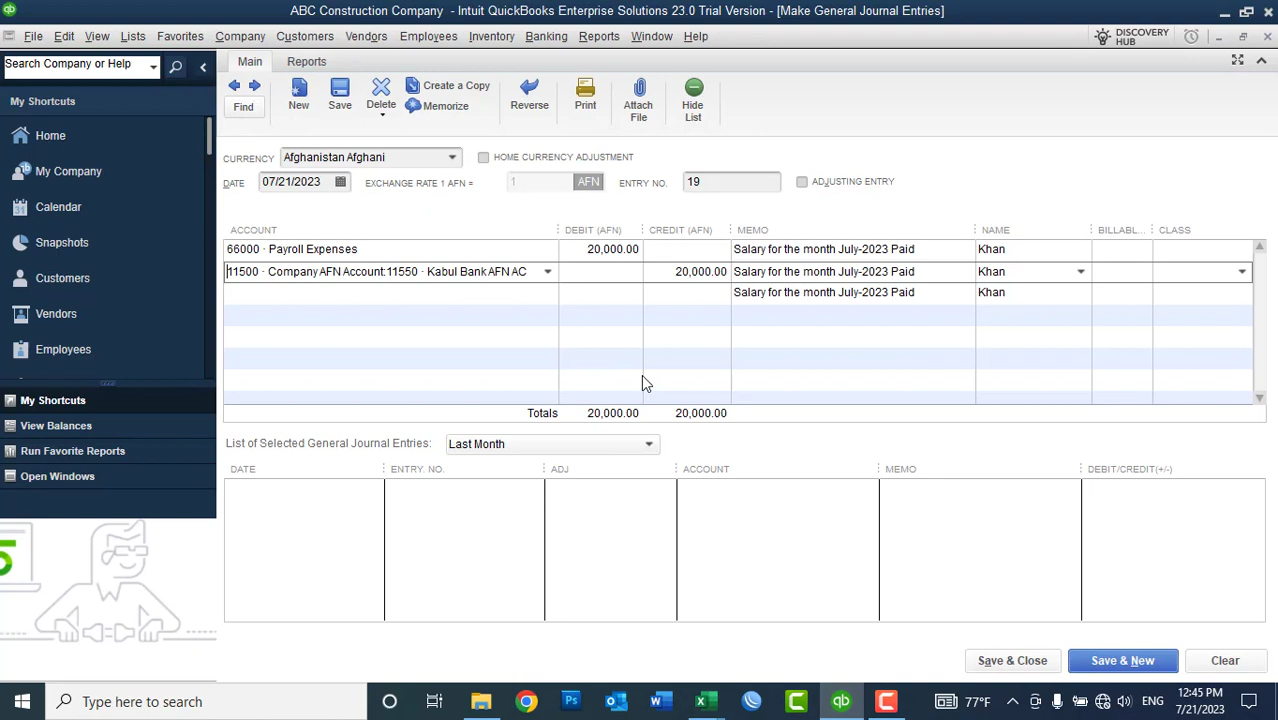 ABC Construction Company - Intuit QuickBooks Enterprise Solutions 23.0 Trial Version - [Make General Journal Entries]
File Edit View Lists Favorites Company Customers Vendors Employees Inventory Banking Reports Window Help
DISCOVERY HUB
Search Company or Help
My Shortcuts
Home
My Company
Calendar
Snapshots
Customers
Vendors
Employees
My Shortcuts
View Balances
Run Favorite Reports
Open Windows
Main Reports
Find
New
Save
Delete
Create a Copy
Memorize
Reverse
Print
Attach File
Hide List
CURRENCY Afghanistan Afghani HOME CURRENCY ADJUSTMENT
DATE 07/21/2023 EXCHANGE RATE 1 AFN = 1 AFN ENTRY NO. 19 ADJUSTING ENTRY
ACCOUNT DEBIT (AFN) CREDIT (AFN) MEMO NAME BILLABL... CLASS
66000 · Payroll Expenses 20,000.00 Salary for the month July-2023 Paid Khan
11500 · Company AFN Account:11550 · Kabul Bank AFN AC 20,000.00 Salary for the month July-2023 Paid Khan
Salary for the month July-2023 Paid Khan
Totals 20,000.00 20,000.00
List of Selected General Journal Entries: Last Month
DATE ENTRY. NO. ADJ ACCOUNT MEMO DEBIT/CREDIT(+/-)
Save & Close Save & New Clear
Type here to search
77°F
ENG
12:45 PM
7/21/2023